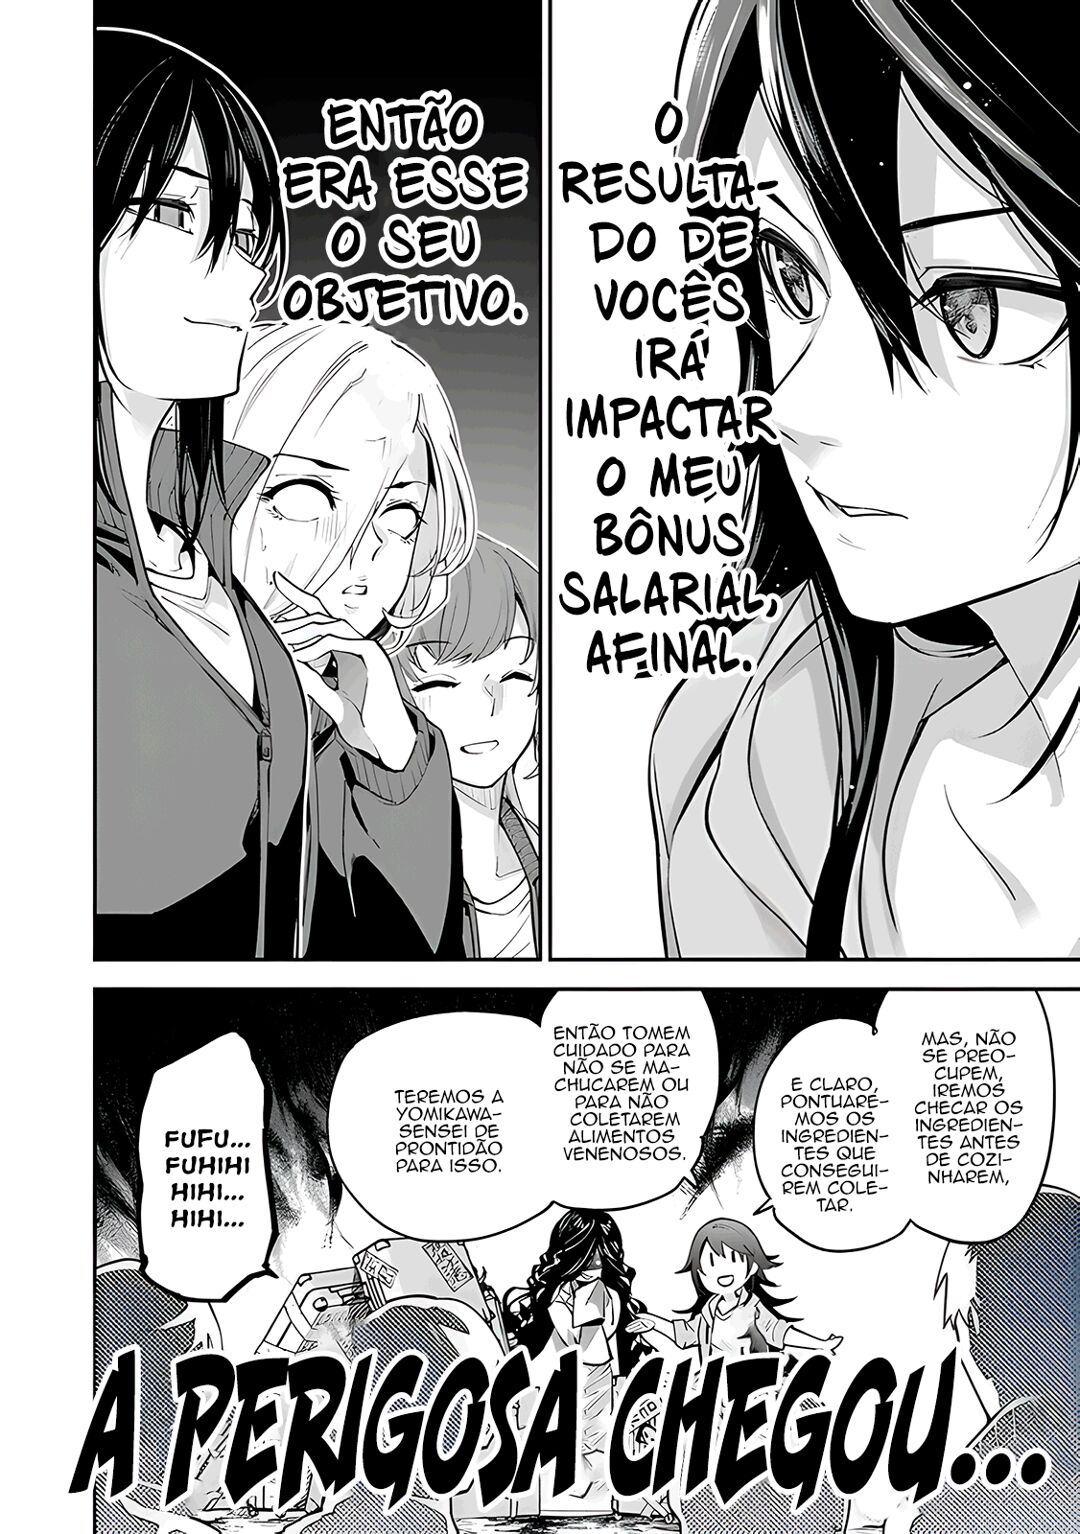 O
RESULTA-
DO DE
VOCÊS
IRÁ
IMPACTAR
O MEU
BÔNUS
SALARIAL,
AFINAL.
ENTÃO
ERA ESSE
O SEU
OBJETIVO.
MAS, NÃO
SE PREO-
CUPEM,
IREMOS
CHECAR OS
INGREDIEN-
TES ANTES
DE COZI-
NHAREM,
E CLARO,
PONTUARE-
MOS OS
INGREDIEN-
TES QUE
CONSEGUI-
REM COLE-
TAR.
ENTÃO TOMEM
CUIDADO PARA
NÃO SE MA-
CHUCAREM OU
PARA NÃO
COLETAREM
ALIMENTOS
VENENOSOS.
TEREMOS A
YOMIKAWA-
SENSEI DE
PRONTIDÃO
PARA ISSO.
FUFU...
FUHIHI
HIHI...
HIHI...
A PERIGOSA CHEGOU...